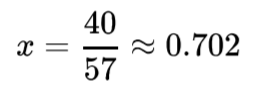 x = 40/57 ≈ 0.702